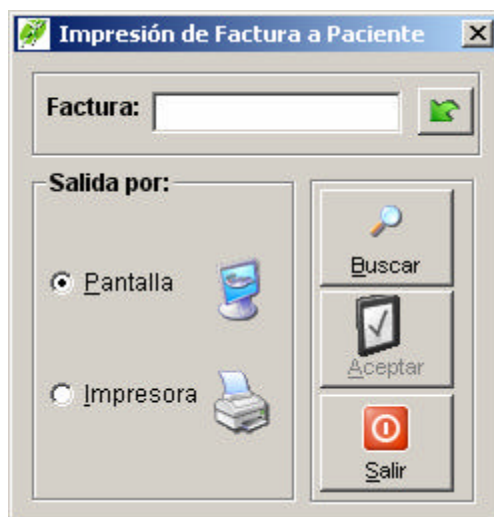 Impresión de Factura a Paciente
Factura:
Salida por:
Pantalla
Impresora
Buscar
Aceptar
Salir